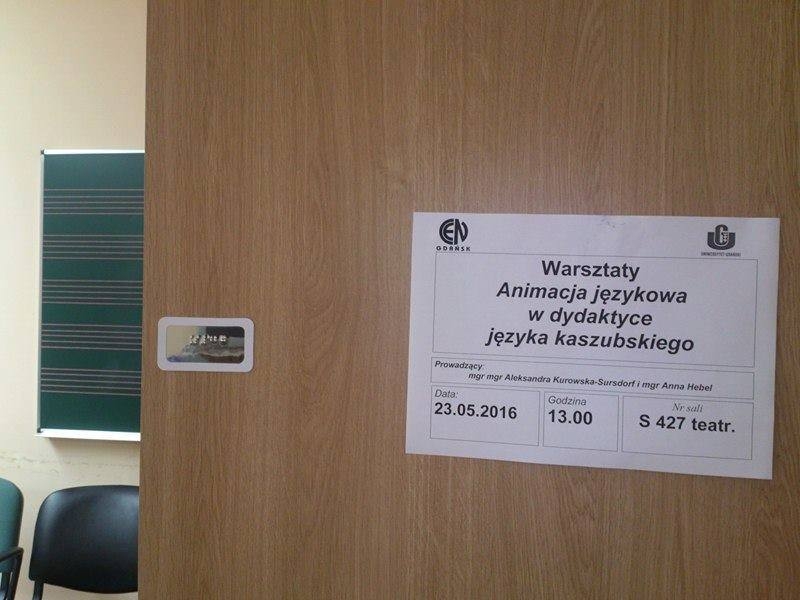 CEN
GDAŃSK
UNIWERSYTET GDAŃSKI
Warsztaty
Animacja językowa
w dydaktyce
języka kaszubskiego
Prowadzący:
mgr mgr Aleksandra Kurowska-Sursdorf i mgr Anna Hebel
Data:
23.05.2016
Godzina
13.00
Nr sali
S 427 teatr.